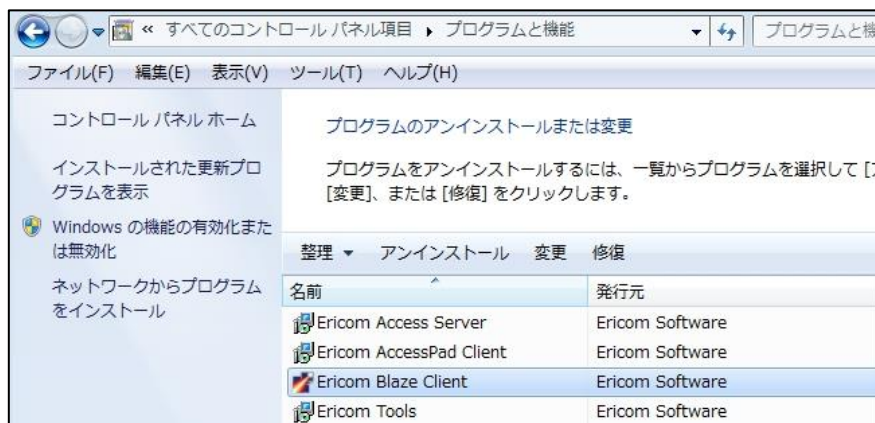 « すべてのコントロール パネル項目 ▸ プログラムと機能
プログラムと機
ファイル(F) 編集(E) 表示(V) ツール(T) ヘルプ(H)
コントロール パネル ホーム
インストールされた更新プロ
グラムを表示
Windows の機能の有効化また
は無効化
ネットワークからプログラム
をインストール
プログラムのアンインストールまたは変更
プログラムをアンインストールするには、一覧からプログラムを選択して [
[変更]、または [修復] をクリックします。
整理 ▼ アンインストール 変更 修復
名前 発行元
Ericom Access Server Ericom Software
Ericom AccessPad Client Ericom Software
Ericom Blaze Client Ericom Software
Ericom Tools Ericom Software